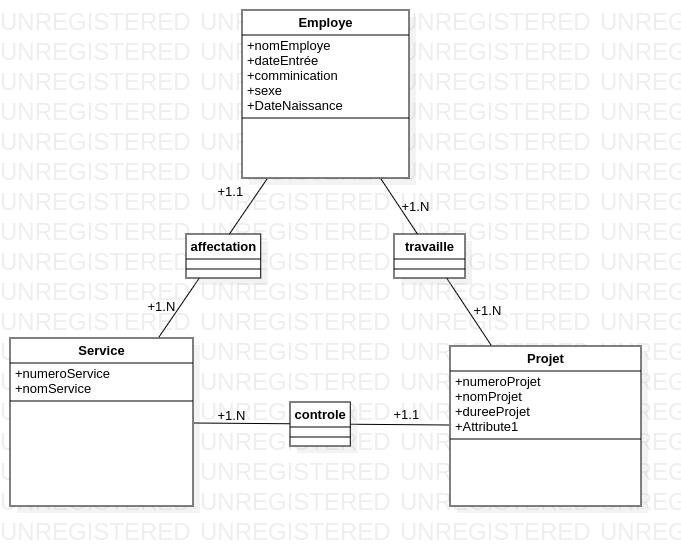 UNREGISTERED UNREGISTERED UNREGISTERED UNREGISTERED
Employe
+nomEmploye
+dateEntrée
+comminication
+sexe
+DateNaissance
+1.1
+1.N
affectation
travaille
+1.N
+1.N
Service
+numeroService
+nomService
Projet
+numeroProjet
+nomProjet
+dureeProjet
+Attribute1
+1.N
controle
+1.1